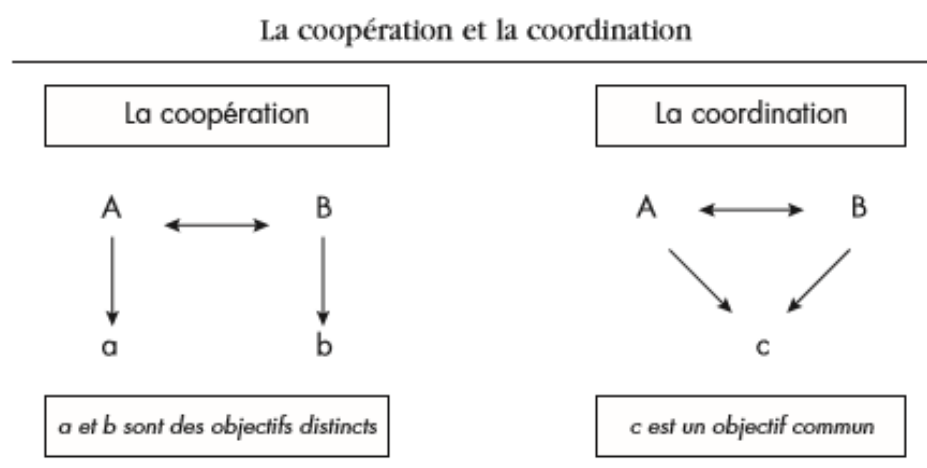 La coopération et la coordination
La coopération
La coordination
A
B
A
B
a
b
c
a et b sont des objectifs distincts
c est un objectif commun